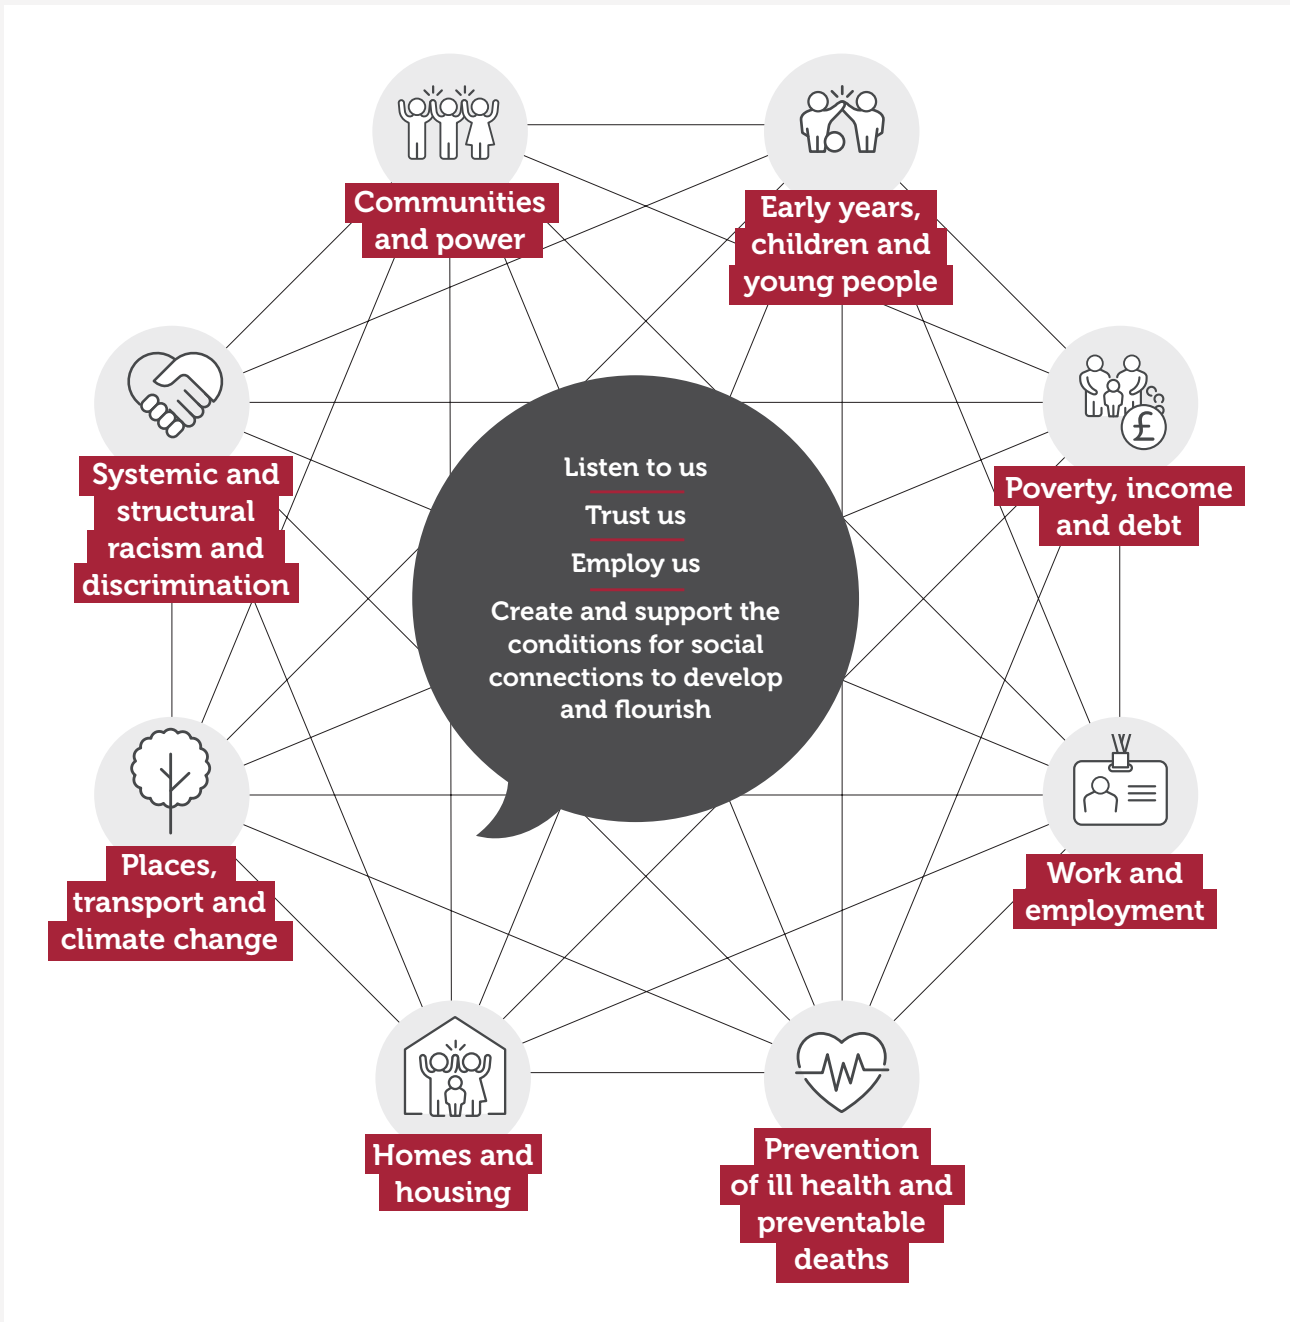 Communities
and power
Early years,
children and
young people
Systemic and
structural
racism and
discrimination
Listen to us
Trust us
Employ us
Create and support the
conditions for social
connections to develop
and flourish
£
Poverty, income
and debt
Places,
transport and
climate change
Work and
employment
Homes and
housing
Prevention
of ill health and
preventable
deaths